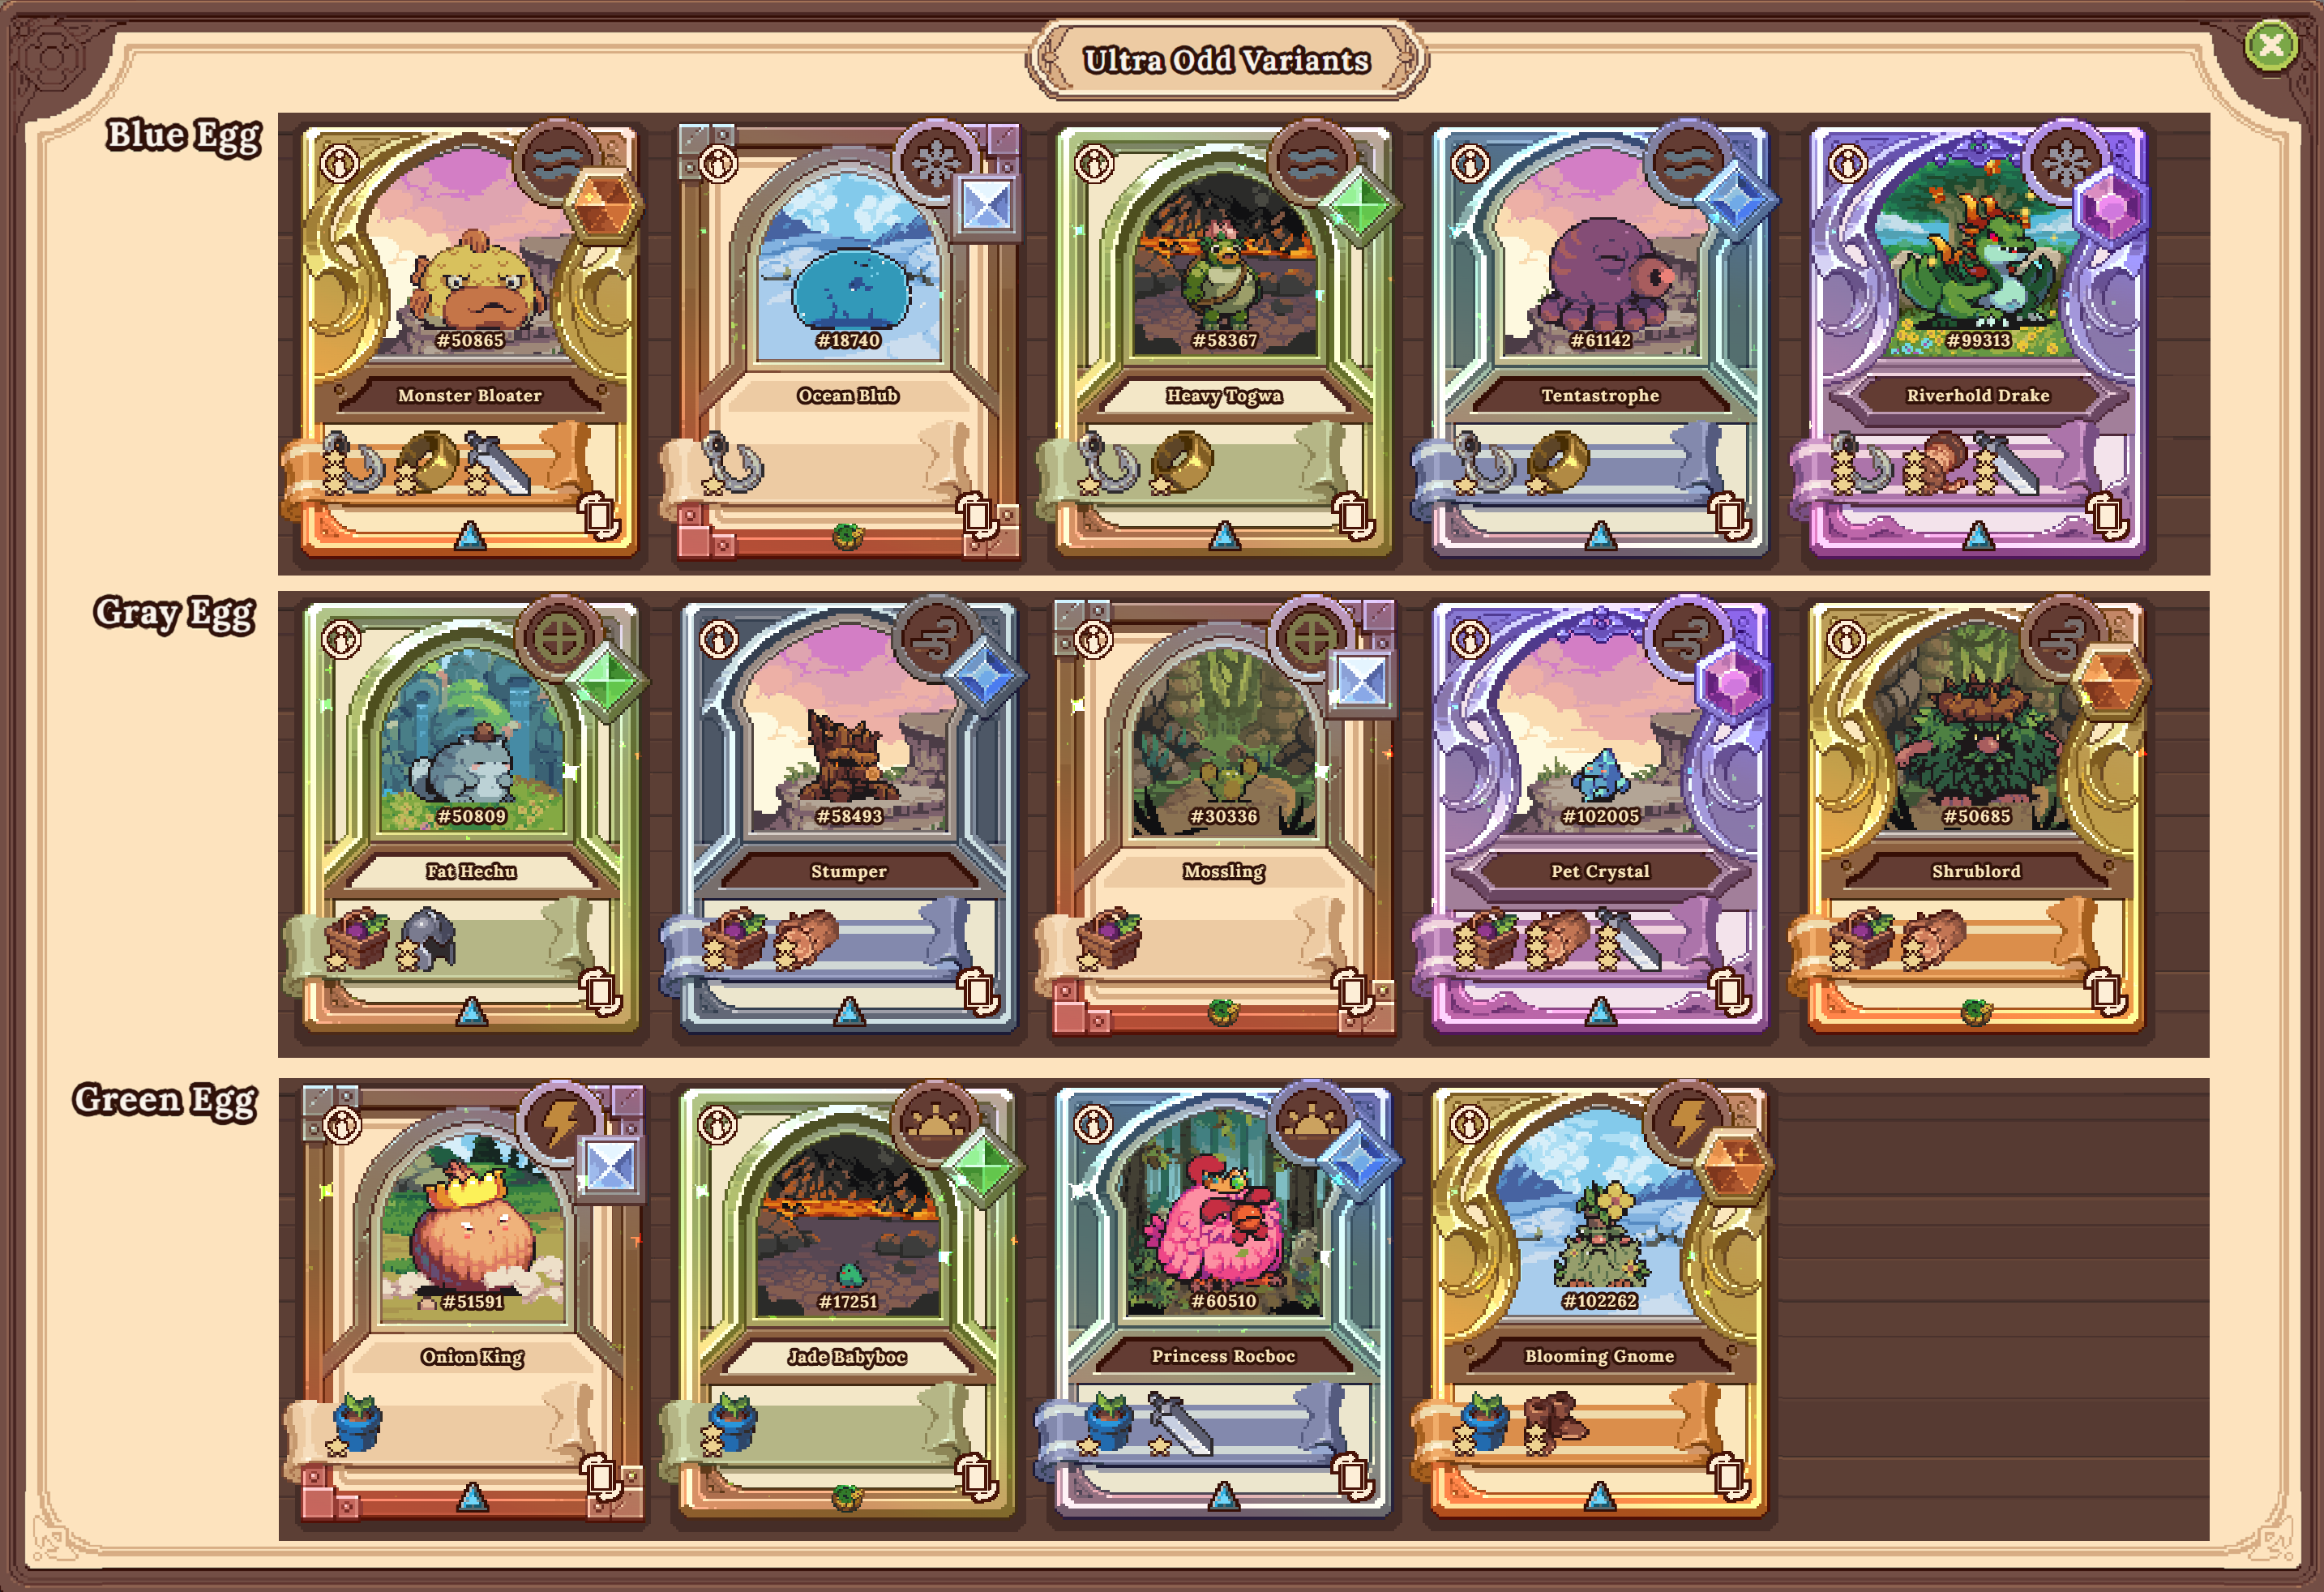 Ultra Odd Variants
Blue Egg
#50865
#18740
#58367
#61142
#99313
Monster Bloater
Ocean Blub
Heavy Togwa
Tentastrophe
Riverhold Drake
Gray Egg
#50809
#58493
#30336
#102005
#50685
Fat Hechu
Stumper
Mossling
Pet Crystal
Shrublord
Green Egg
#51591
#17251
#60510
#102262
Onion King
Jade Babyboc
Princess Rocboc
Blooming Gnome